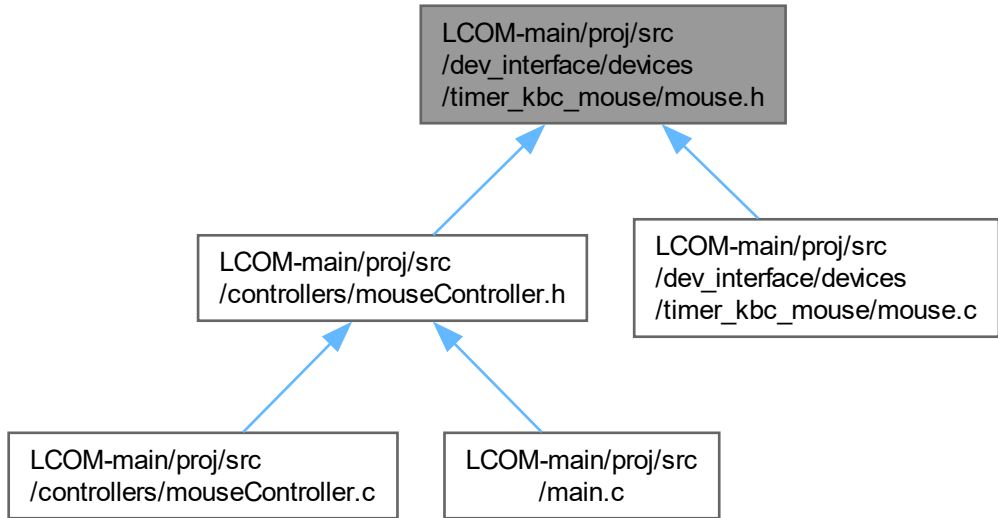 LCOM-main/proj/src
/dev_interface/devices
/timer_kbc_mouse/mouse.h
LCOM-main/proj/src
/controllers/mouseController.h
LCOM-main/proj/src
/dev_interface/devices
/timer_kbc_mouse/mouse.c
LCOM-main/proj/src
/controllers/mouseController.c
LCOM-main/proj/src
/main.c